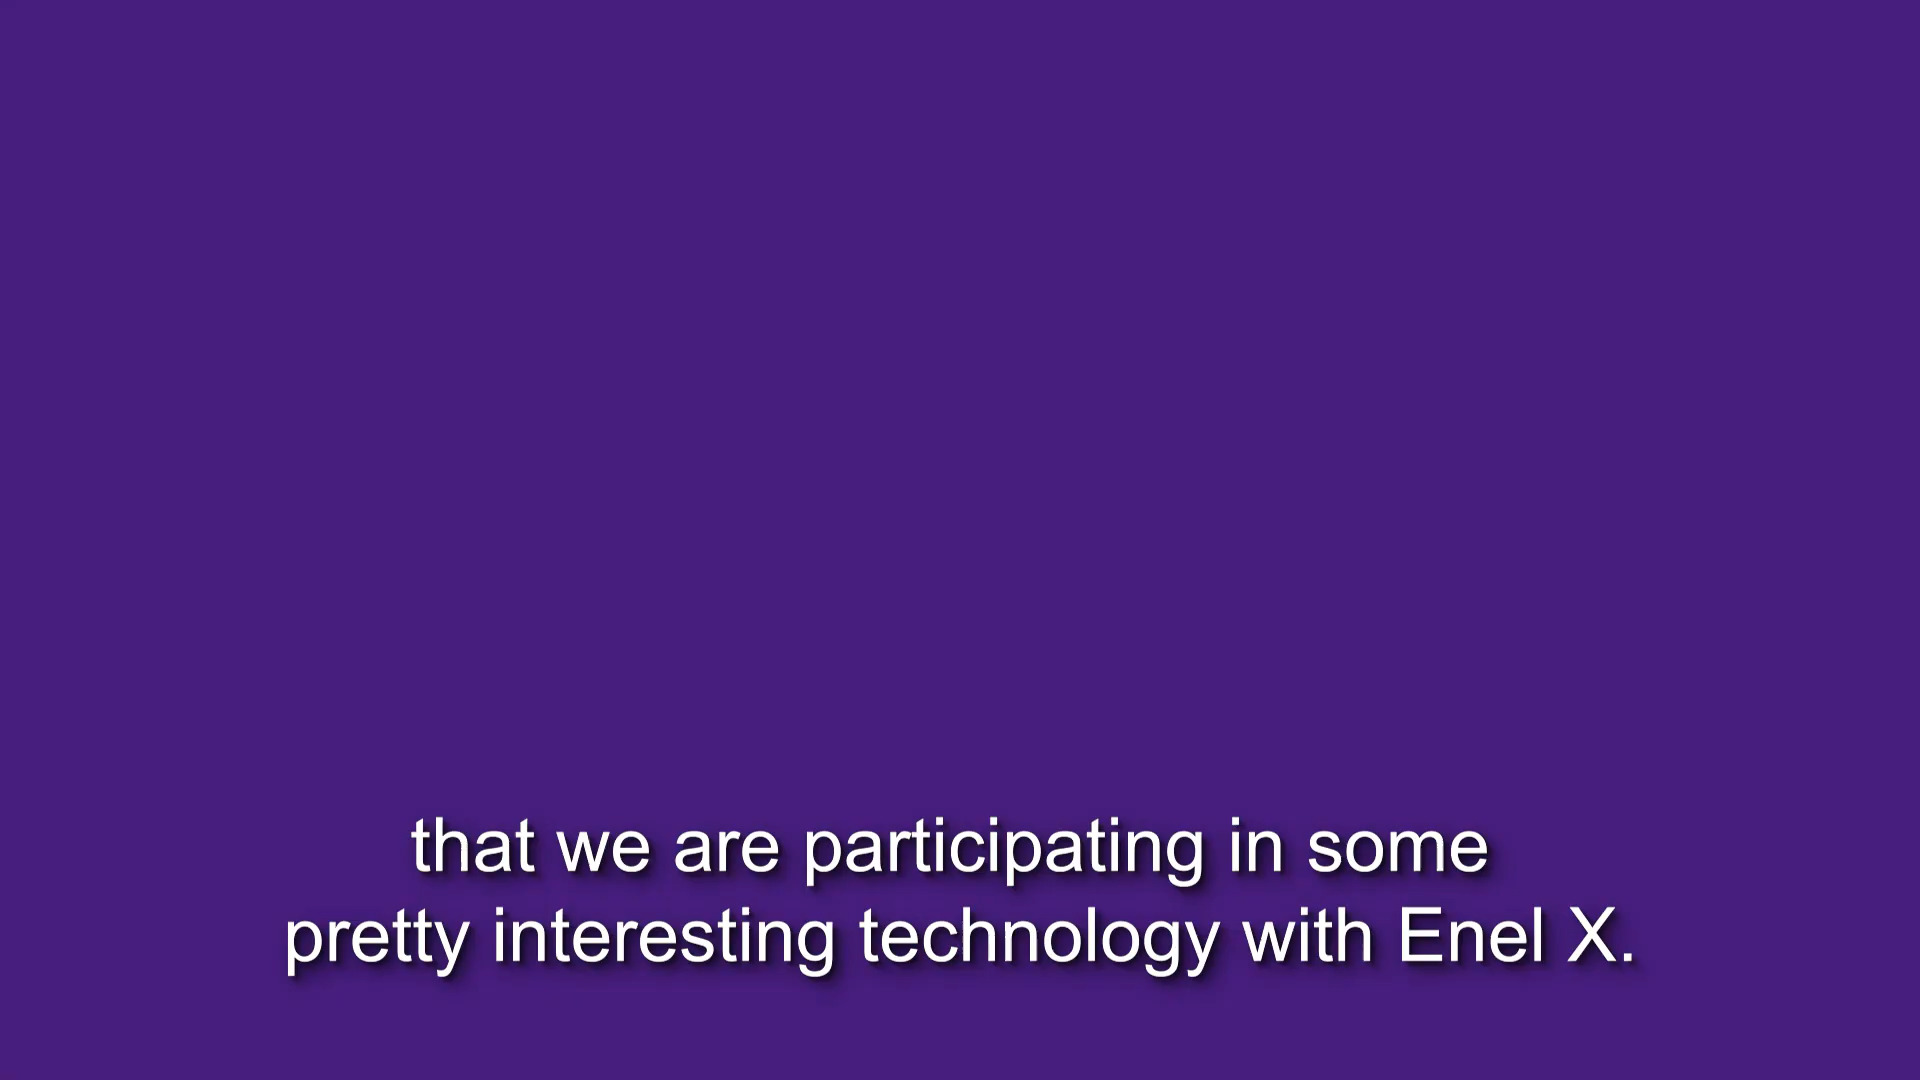 that we are participating in some
pretty interesting technology with Enel X.